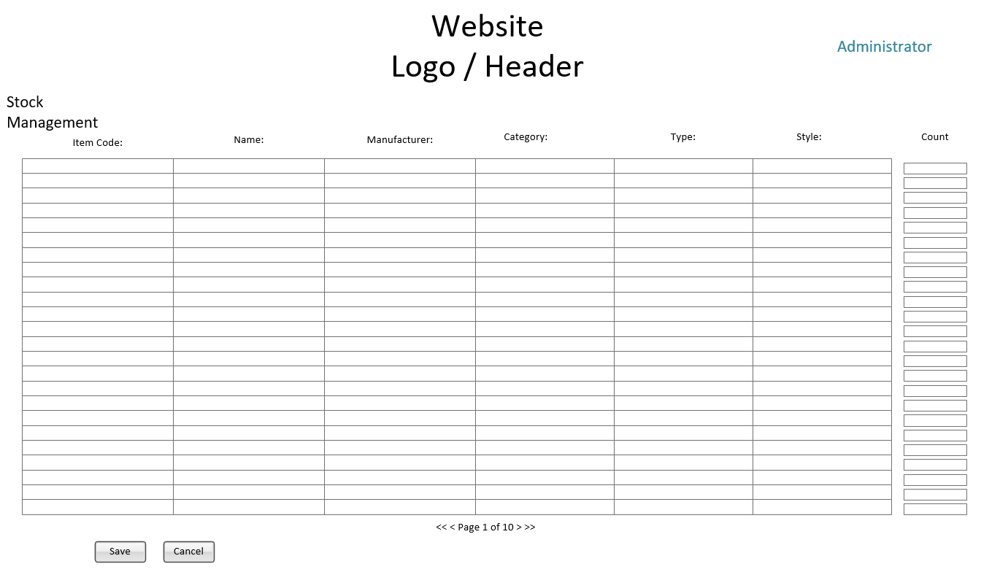 Website
Logo / Header
Administrator
Stock
Management
Item Code: Name: Manufacturer: Category: Type: Style: Count
<< < Page 1 of 10 > >>
Save Cancel